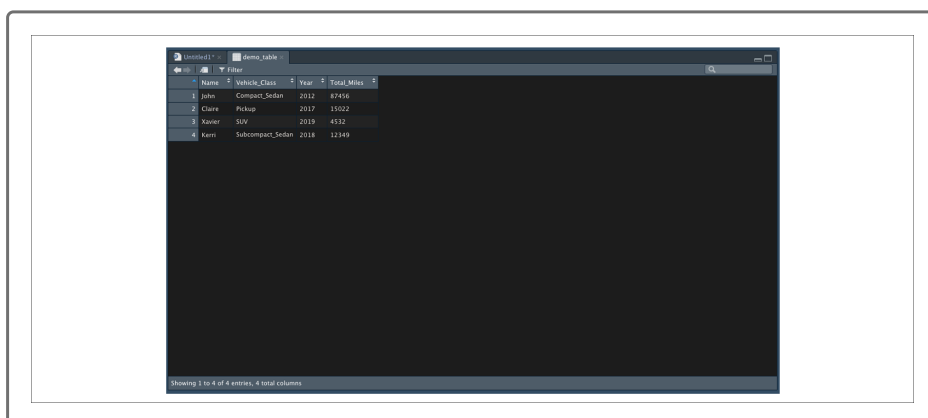 Untitled1* × demo_table ×
Filter
Name Vehicle_Class Year Total_Miles
1 John Compact_Sedan 2012 87456
2 Claire Pickup 2017 15022
3 Xavier SUV 2019 4532
4 Kerri Subcompact_Sedan 2018 12349
Showing 1 to 4 of 4 entries, 4 total columns